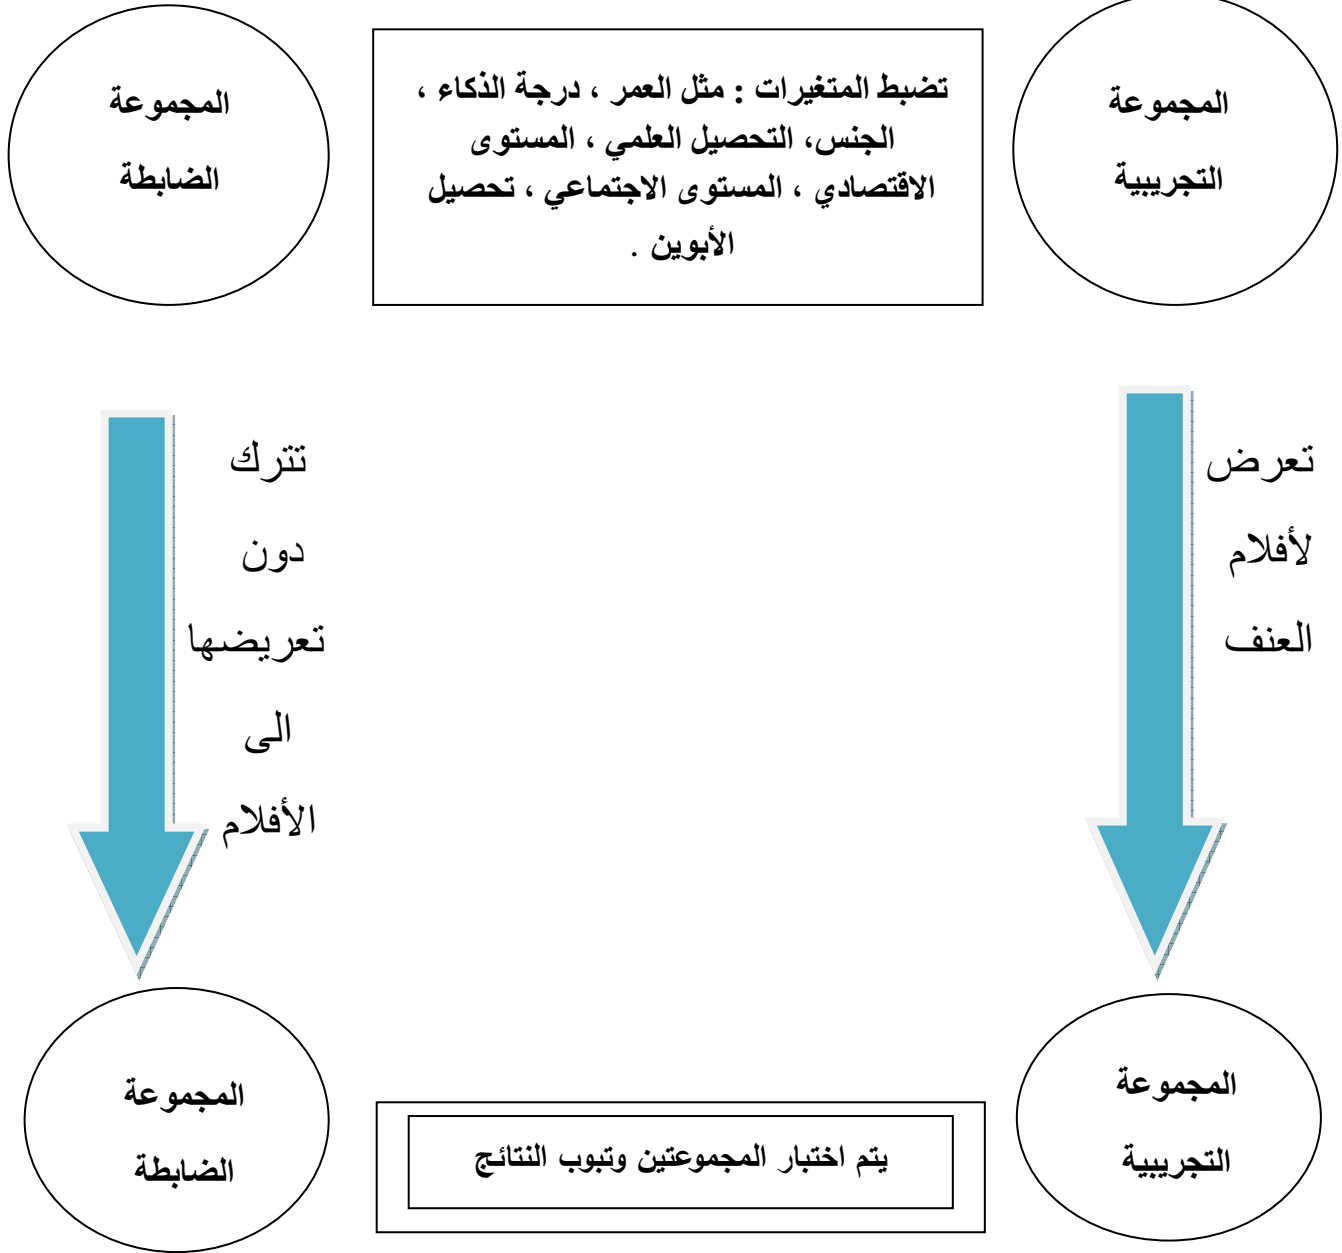 المجموعة
التجريبية
تضبط المتغيرات : مثل العمر ، درجة الذكاء ،
الجنس، التحصيل العلمي ، المستوى
الاقتصادي ، المستوى الاجتماعي ، تحصيل
الأبوين .
المجموعة
الضابطة
تعرض
لأفلام
العنف
تترك
دون
تعريضها
الى
الأفلام
المجموعة
التجريبية
يتم اختبار المجموعتين وتبوب النتائج
المجموعة
الضابطة